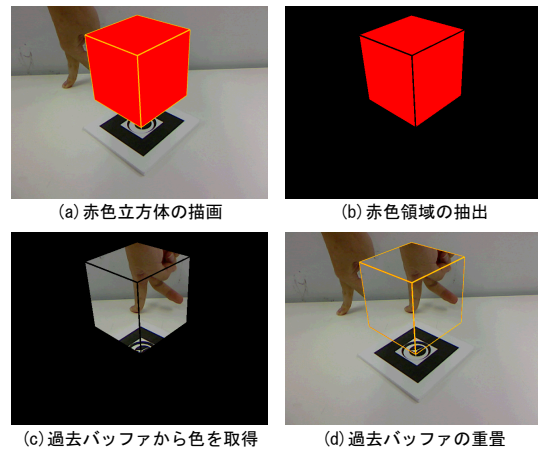 (a)赤色立方体の描画
(b)赤色領域の抽出
(c)過去バッファから色を取得
(d)過去バッファの重畳